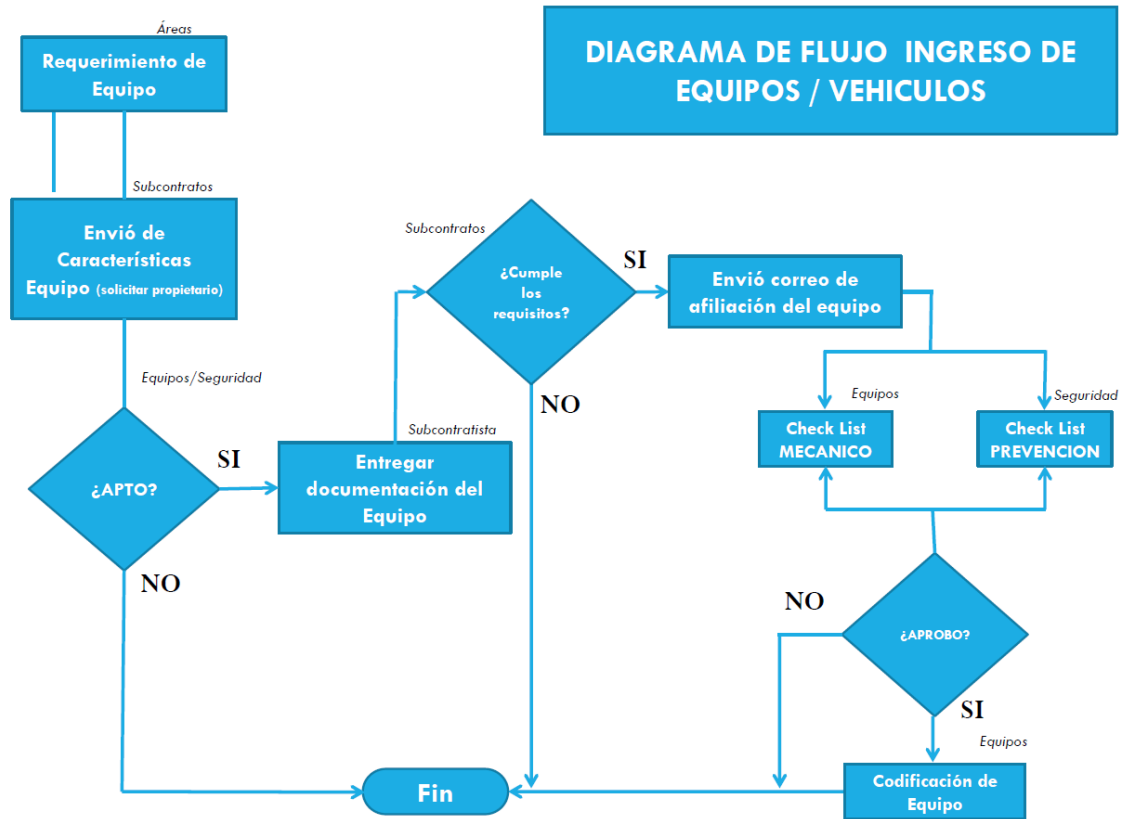 DIAGRAMA DE FLUJO INGRESO DE
EQUIPOS / VEHICULOS
Áreas
Requerimiento de
Equipo
Subcontratos
Envió de
Características
Equipo (solicitar propietario)
Equipos/Seguridad
¿APTO?
SI
NO
Subcontratista
Entregar
documentación del
Equipo
Subcontratos
¿Cumple
los
requisitos?
SI
NO
Envió correo de
afiliación del equipo
Equipos
Check List
MECANICO
Seguridad
Check List
PREVENCION
¿APROBO?
NO
SI
Equipos
Codificación de
Equipo
Fin